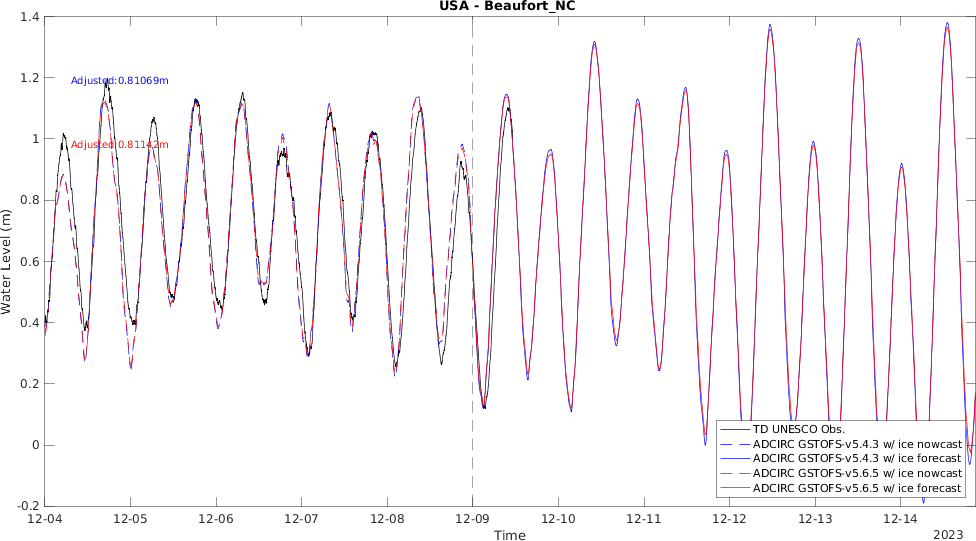 USA - Beaufort_NC
1.4
1.2
1
0.8
0.6
0.4
0.2
0
-0.2
Water Level (m)
Adjusted:0.81069m
Adjusted:0.81142m
TD UNESCO Obs.
ADCIRC GSTOFS-v5.4.3 w/ ice nowcast
ADCIRC GSTOFS-v5.4.3 w/ ice forecast
ADCIRC GSTOFS-v5.6.5 w/ ice nowcast
ADCIRC GSTOFS-v5.6.5 w/ ice forecast
12-04 12-05 12-06 12-07 12-08 12-09 12-10 12-11 12-12 12-13 12-14
Time
2023